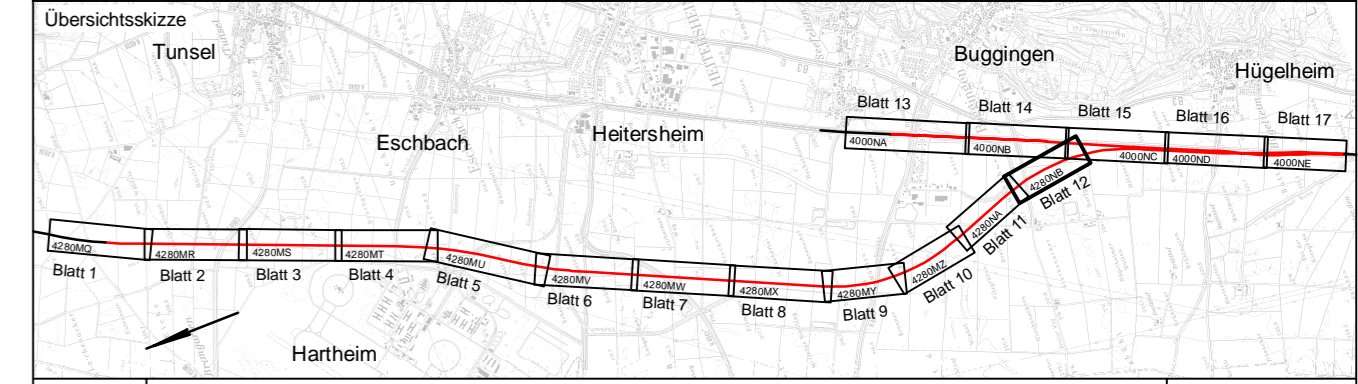 Übersichtsskizze
Tunsel
Buggingen
Hügelheim
Eschbach
Heitersheim
Hartheim
Blatt 13
Blatt 14
Blatt 15
Blatt 16
Blatt 17
4000NA
4000NB
4000NC
4000ND
4000NE
4280MQ
4280MR
4280MS
4280MT
4280MU
4280MV
4280MW
4280MX
4280MY
4280MZ
4280NA
4280NB
Blatt 1
Blatt 2
Blatt 3
Blatt 4
Blatt 5
Blatt 6
Blatt 7
Blatt 8
Blatt 9
Blatt 10
Blatt 11
Blatt 12